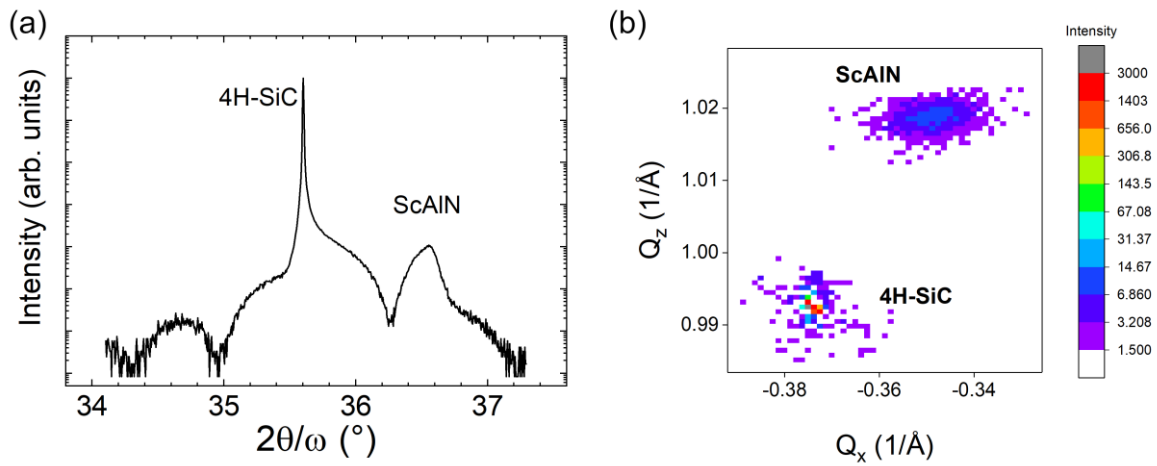 (a)
Intensity (arb. units)
4H-SiC
ScAlN
34
35
36
37
2θ/ω (°)
(b)
Q_z (1/Å)
1.02
1.01
1.00
0.99
ScAlN
4H-SiC
-0.38
-0.36
-0.34
Q_x (1/Å)
Intensity
3000
1403
656.0
306.8
143.5
67.08
31.37
14.67
6.860
3.208
1.500